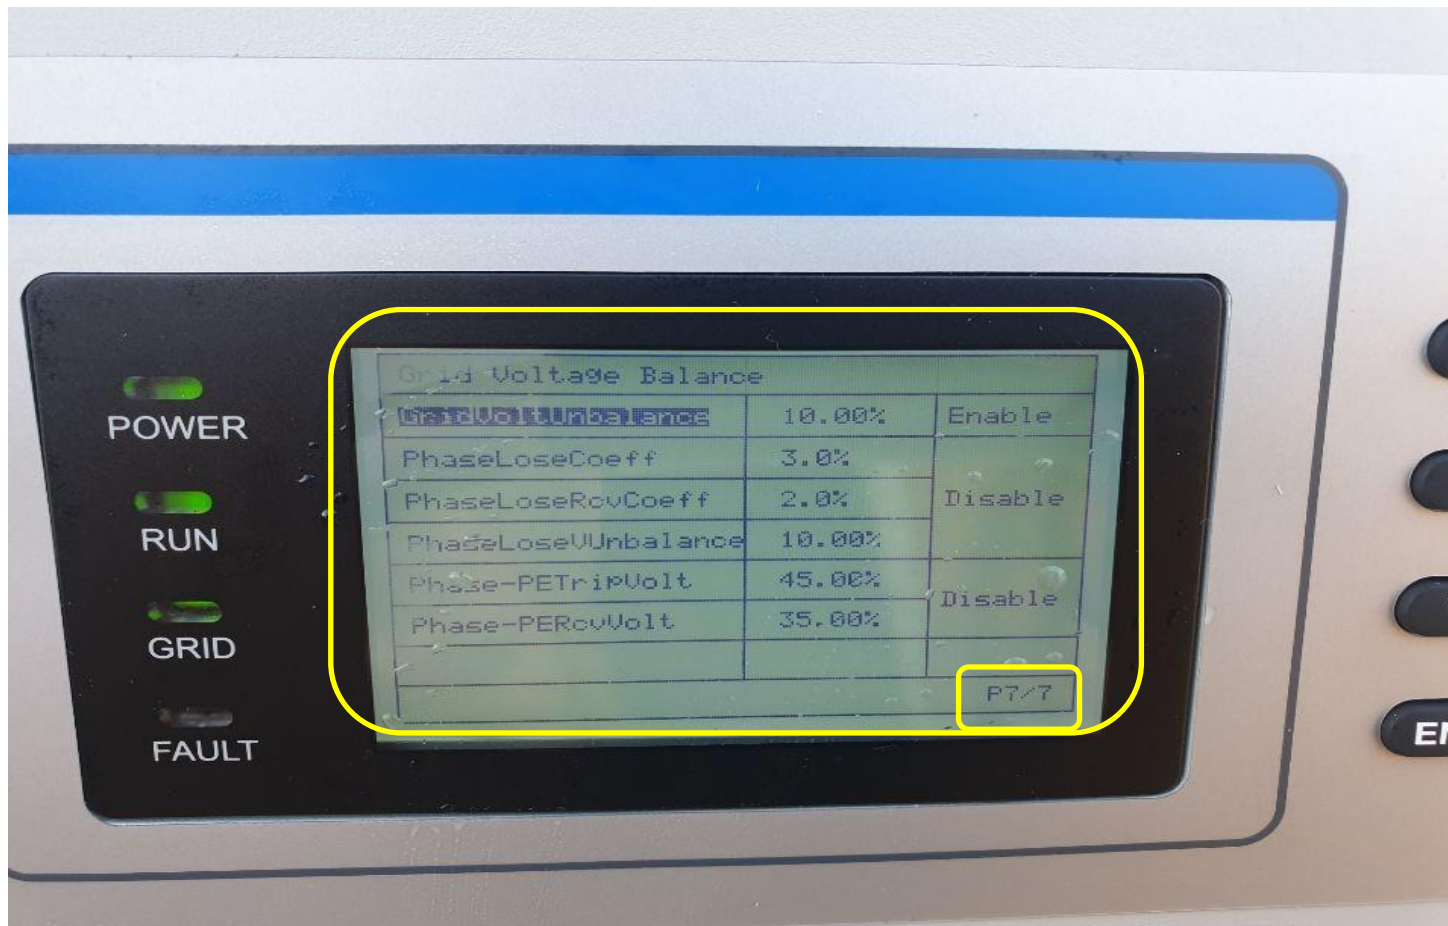 Grid Voltage Balance
GridVoltUnbalance 10.00% Enable
PhaseLoseCoeff 3.0%
PhaseLoseRcvCoeff 2.0% Disable
PhaseLoseVUnbalance 10.00%
Phase-PETripVolt 45.00%
Disable
Phase-PERcvVolt 35.00%
P7/7
POWER
RUN
GRID
FAULT